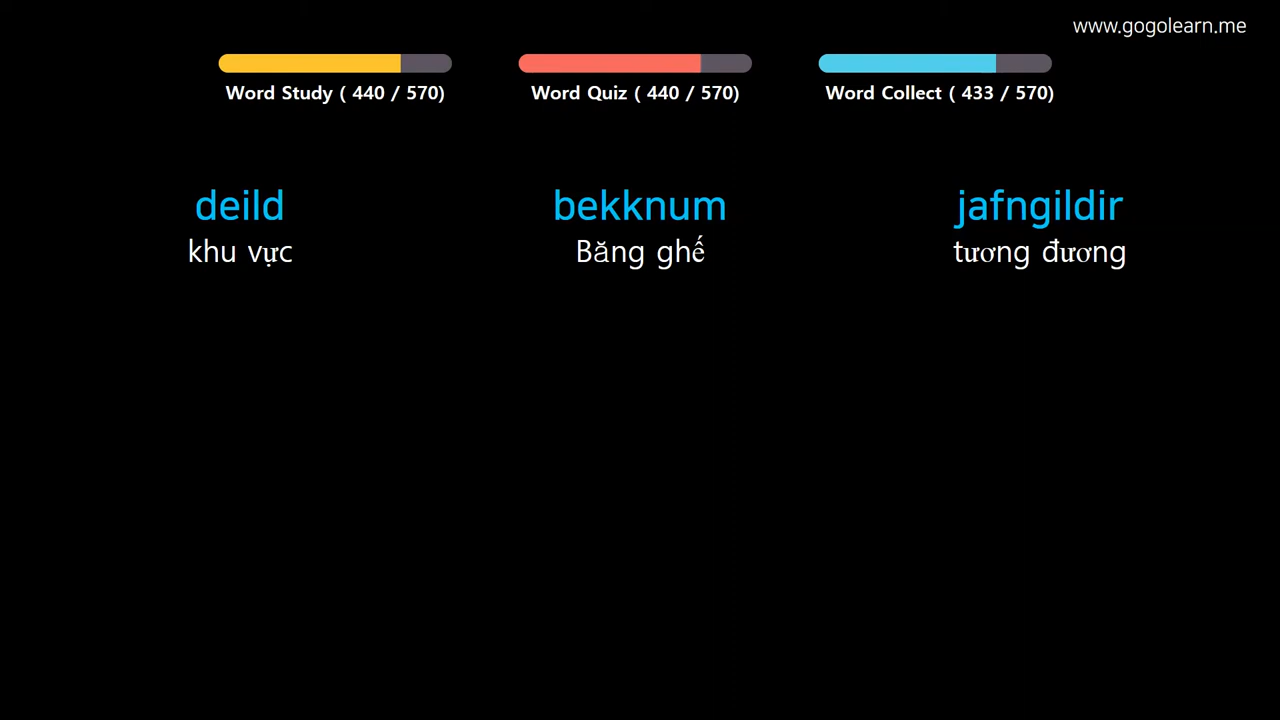 www.gogolearn.me
Word Study ( 440 / 570)
Word Quiz ( 440 / 570)
Word Collect ( 433 / 570)
deild
khu vực
bekknum
Băng ghế
jafngildir
tương đương